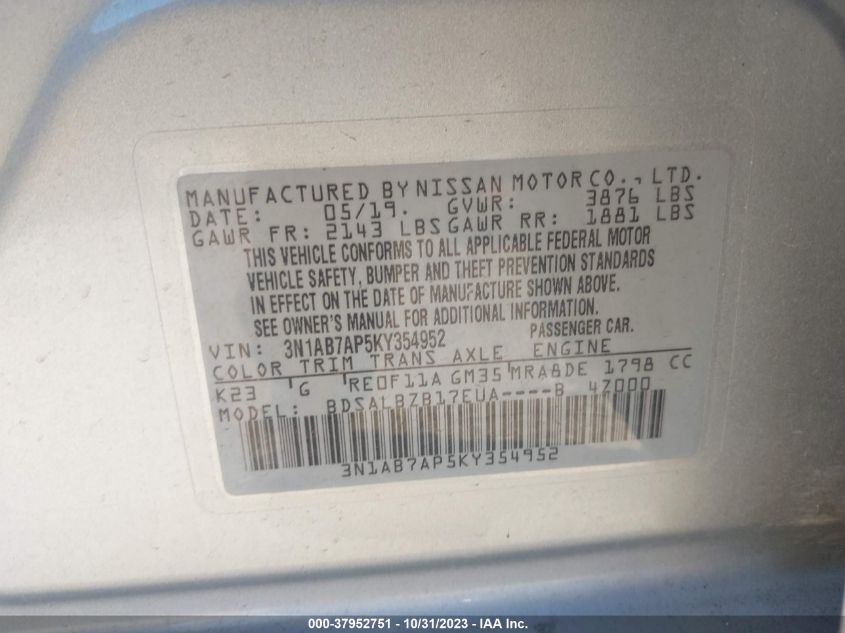 MANUFACTURED BY NISSAN MOTOR CO., LTD.
DATE: 05/19. GVWR: 3876 LBS
GAWR FR: 2143 LBS GAWR RR: 1881 LBS
THIS VEHICLE CONFORMS TO ALL APPLICABLE FEDERAL MOTOR
VEHICLE SAFETY, BUMPER AND THEFT PREVENTION STANDARDS
IN EFFECT ON THE DATE OF MANUFACTURE SHOWN ABOVE.
SEE OWNER'S MANUAL FOR ADDITIONAL INFORMATION.
VIN: 3N1AB7AP5KY354952 PASSENGER CAR.
COLOR TRIM TRANS AXLE ENGINE
K23 G RE0F11A GM35 MRA8DE 1798 CC
MODEL: BDSALBZB17EUA----B 4Z000
3N1AB7AP5KY354952
000-37952751 | 10/31/2023 - IAA Inc.